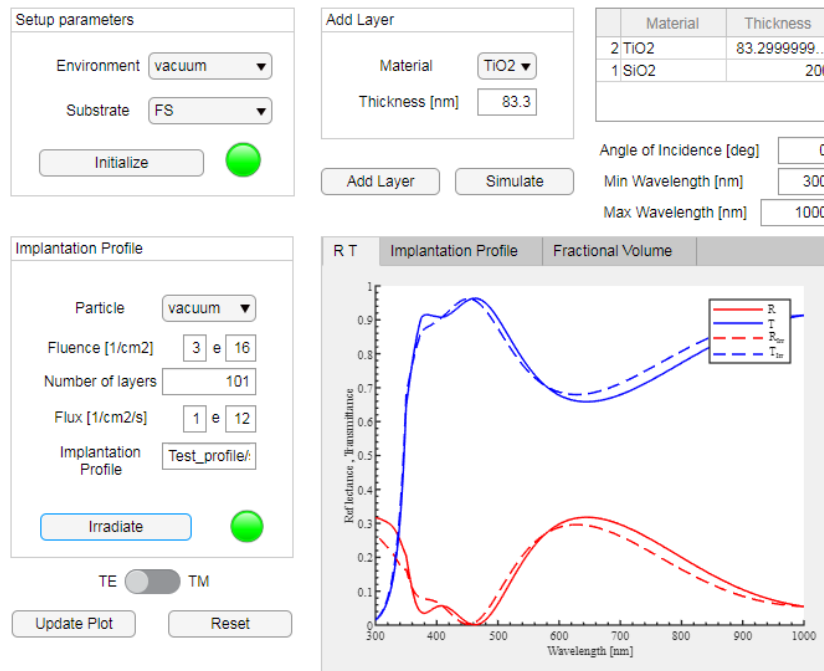 Setup parameters
Environment vacuum
Substrate FS
Initialize
Add Layer
Material TiO2
Thickness [nm] 83.3
Add Layer Simulate
Material Thickness
2 TiO2 83.2999999...
1 SiO2
Angle of Incidence [deg] 0
Min Wavelength [nm] 300
Max Wavelength [nm] 1000
Implantation Profile
Particle vacuum
Fluence [1/cm2] 3 e 16
Number of layers 101
Flux [1/cm2/s] 1 e 12
Implantation
Profile
Test_profile/
Irradiate
TE TM
Update Plot Reset
R T Implantation Profile Fractional Volume
R
T
R
T
Reflectance , Transmittance
1
0.9
0.8
0.7
0.6
0.5
0.4
0.3
0.2
0.1
0
300 400 500 600 700 800 900 1000
Wavelength [nm]